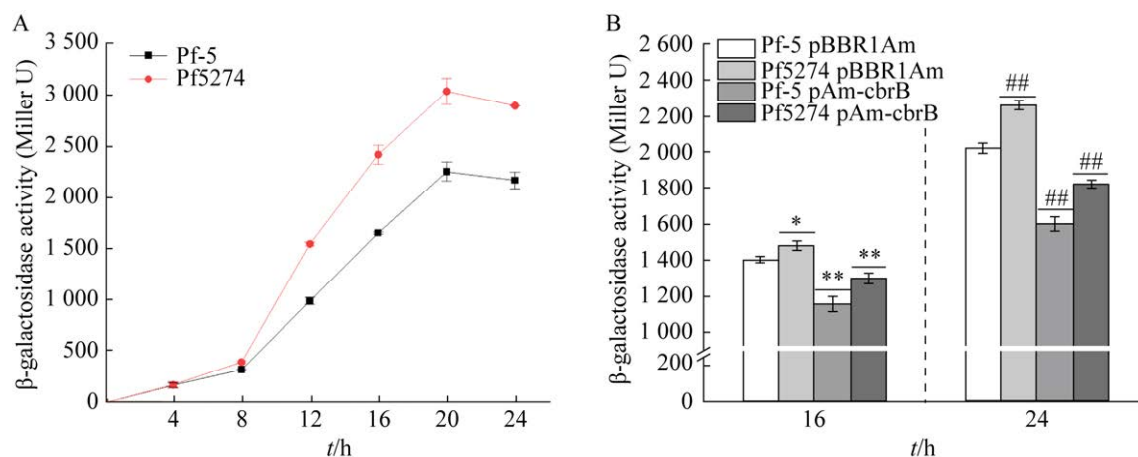 A
β-galactosidase activity (Miller U)
3 500
3 000
2 500
2 000
1 500
1 000
500
0
Pf-5
Pf5274
4 8 12 16 20 24
t/h
B
β-galactosidase activity (Miller U)
2 600
2 400
2 200
2 000
1 800
1 600
1 400
1 200
1 000
200
0
Pf-5 pBBR1Am
Pf5274 pBBR1Am
Pf-5 pAm-cbrB
Pf5274 pAm-cbrB
*
**
**
##
##
##
16 24
t/h